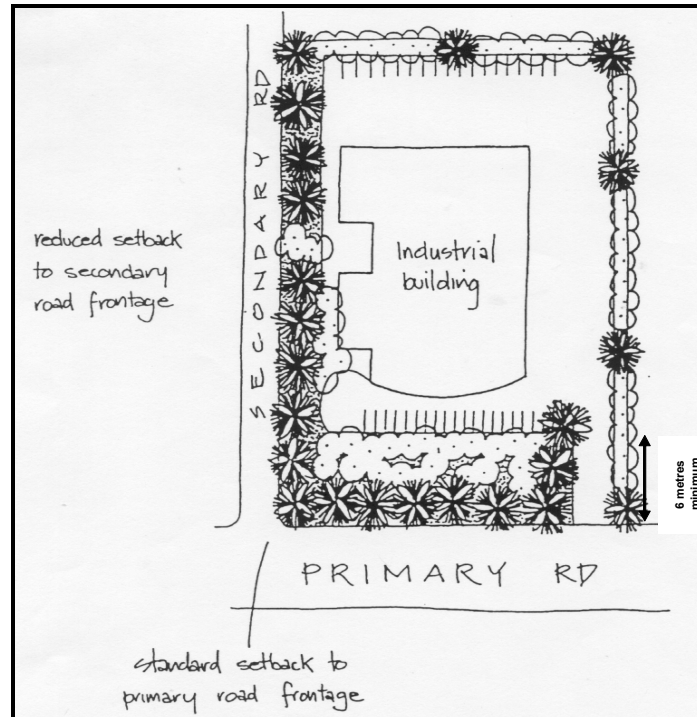 SECONDARY RD
reduced setback
to secondary
road frontage
Industrial
building
6 metres
minimum
PRIMARY RD
standard setback to
primary road frontage